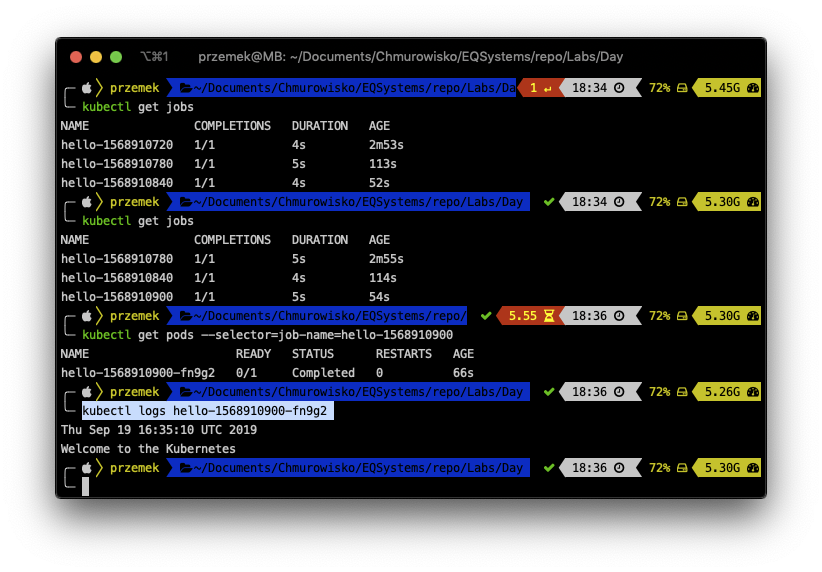 ⌥⌘1 przemek@MB: ~/Documents/Chmurowisko/EQSystems/repo/Labs/Day
przemek ~/Documents/Chmurowisko/EQSystems/repo/Labs/Da 1 ↵ 18:34 72% 5.45G
kubectl get jobs
NAME COMPLETIONS DURATION AGE
hello-1568910720 1/1 4s 2m53s
hello-1568910780 1/1 5s 113s
hello-1568910840 1/1 4s 52s
przemek ~/Documents/Chmurowisko/EQSystems/repo/Labs/Day ✔ 18:34 72% 5.30G
kubectl get jobs
NAME COMPLETIONS DURATION AGE
hello-1568910780 1/1 5s 2m55s
hello-1568910840 1/1 4s 114s
hello-1568910900 1/1 5s 54s
przemek ~/Documents/Chmurowisko/EQSystems/repo/ ✔ 5.55 18:36 72% 5.30G
kubectl get pods --selector=job-name=hello-1568910900
NAME READY STATUS RESTARTS AGE
hello-1568910900-fn9g2 0/1 Completed 0 66s
przemek ~/Documents/Chmurowisko/EQSystems/repo/Labs/Day ✔ 18:36 72% 5.26G
kubectl logs hello-1568910900-fn9g2
Thu Sep 19 16:35:10 UTC 2019
Welcome to the Kubernetes
przemek ~/Documents/Chmurowisko/EQSystems/repo/Labs/Day ✔ 18:36 72% 5.30G